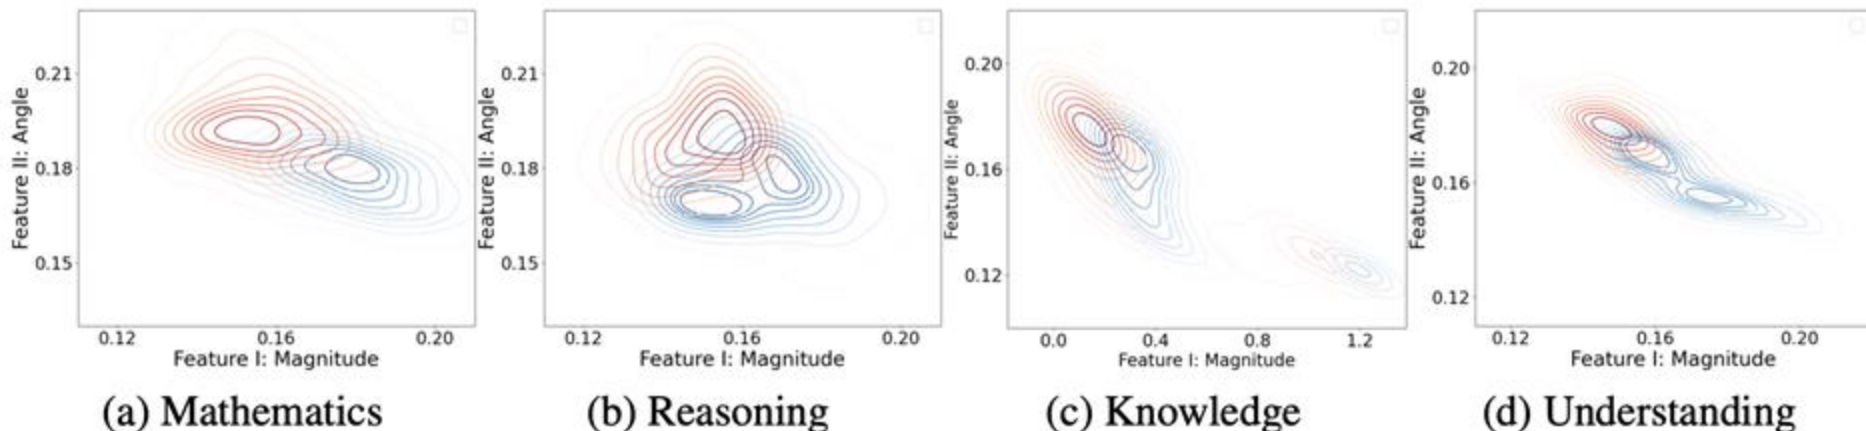 Feature II: Angle
0.21
0.18
0.15
0.12
0.16
0.20
Feature I: Magnitude
(a) Mathematics
Feature II: Angle
0.21
0.18
0.15
0.12
0.16
0.20
Feature I: Magnitude
(b) Reasoning
Feature II: Angle
0.20
0.16
0.12
0.0
0.4
0.8
1.2
Feature I: Magnitude
(c) Knowledge
Feature II: Angle
0.20
0.16
0.12
0.12
0.16
0.20
Feature I: Magnitude
(d) Understanding